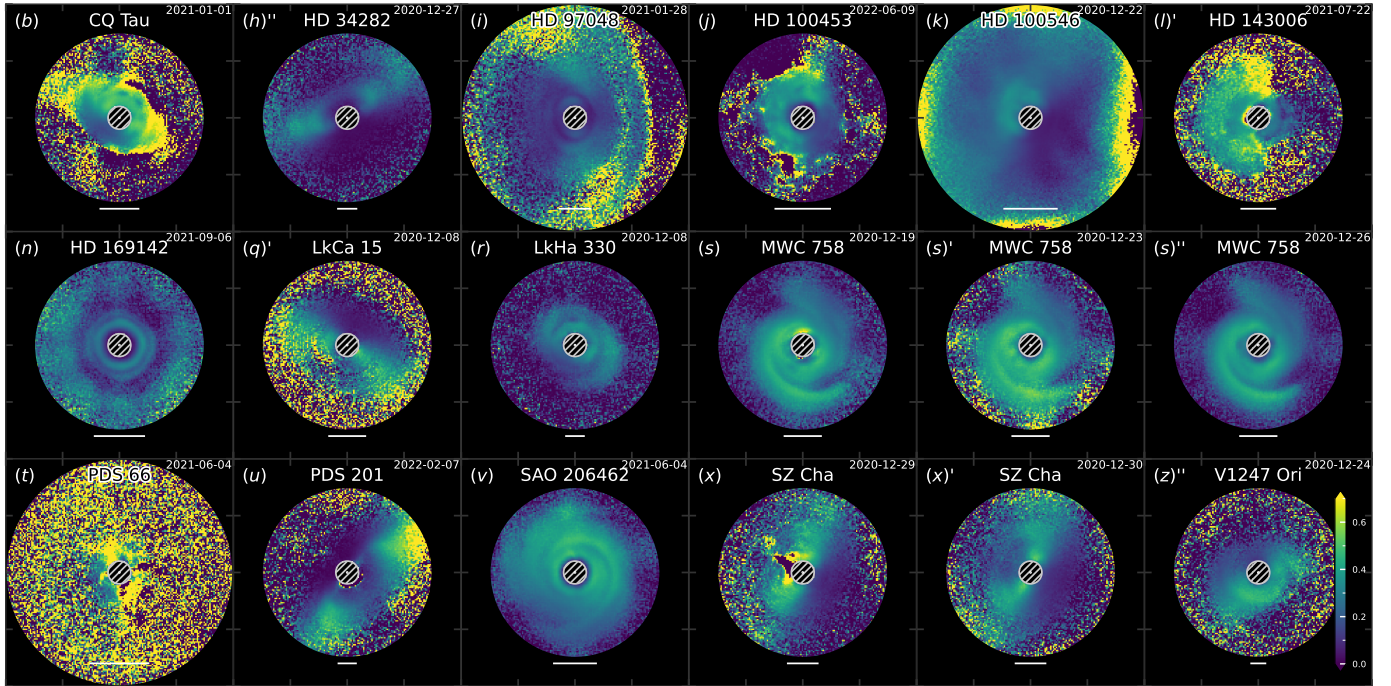 (b) CQ Tau 2021-01-01
(h)'' HD 34282 2020-12-27
(i) HD 97048 2021-01-28
(j) HD 100453 2022-06-09
(k) HD 100546 2020-12-22
(l)' HD 143006 2021-07-22
(n) HD 169142 2021-09-06
(q)' LkCa 15 2020-12-08
(r) LkHa 330 2020-12-08
(s) MWC 758 2020-12-19
(s)' MWC 758 2020-12-23
(s)'' MWC 758 2020-12-26
(t) PDS 66 2021-06-04
(u) PDS 201 2022-02-07
(v) SAO 206462 2021-06-04
(x) SZ Cha 2020-12-29
(x)' SZ Cha 2020-12-30
(z)'' V1247 Ori 2020-12-24
0.6
0.4
0.2
0.0